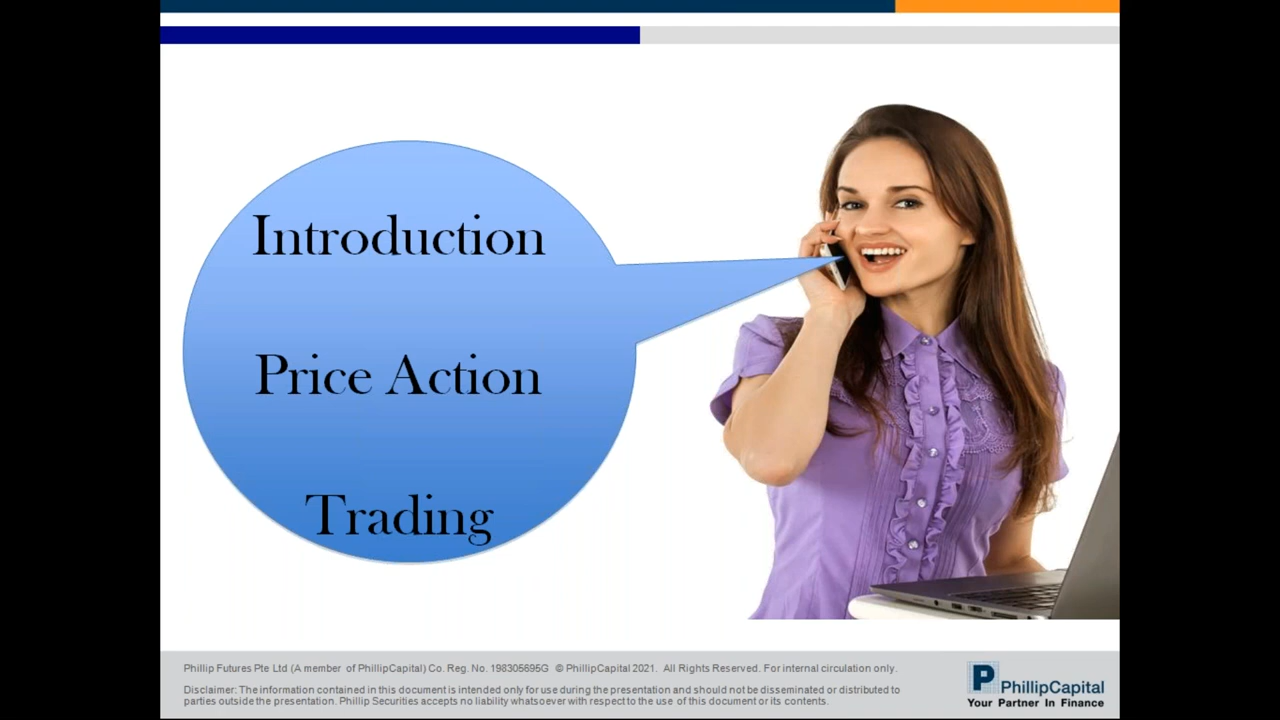 Introduction
Price Action
Trading
Phillip Futures Pte Ltd (A member of PhillipCapital) Co. Reg. No. 198305695G © PhillipCapital 2021. All Rights Reserved. For internal circulation only.
Disclaimer: The information contained in this document is intended only for use during the presentation and should not be disseminated or distributed to
parties outside the presentation. Phillip Securities accepts no liability whatsoever with respect to the use of this document or its contents.
P PhillipCapital
Your Partner In Finance